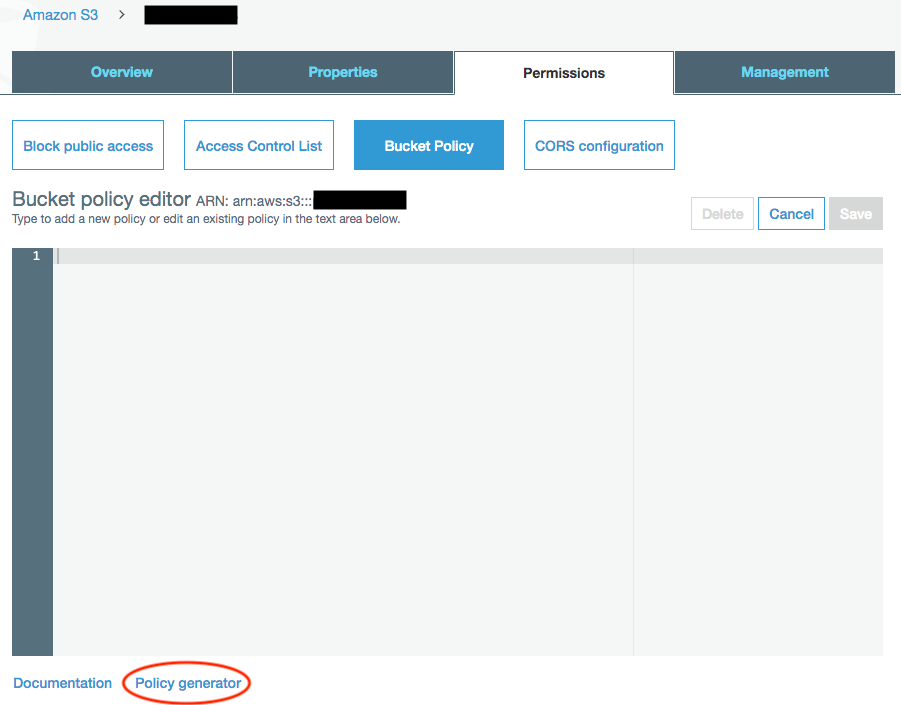 Amazon S3 >
Overview Properties Permissions Management
Block public access Access Control List Bucket Policy CORS configuration
Bucket policy editor ARN: arn:aws:s3:::
Type to add a new policy or edit an existing policy in the text area below.
Delete Cancel Save
1
Documentation Policy generator